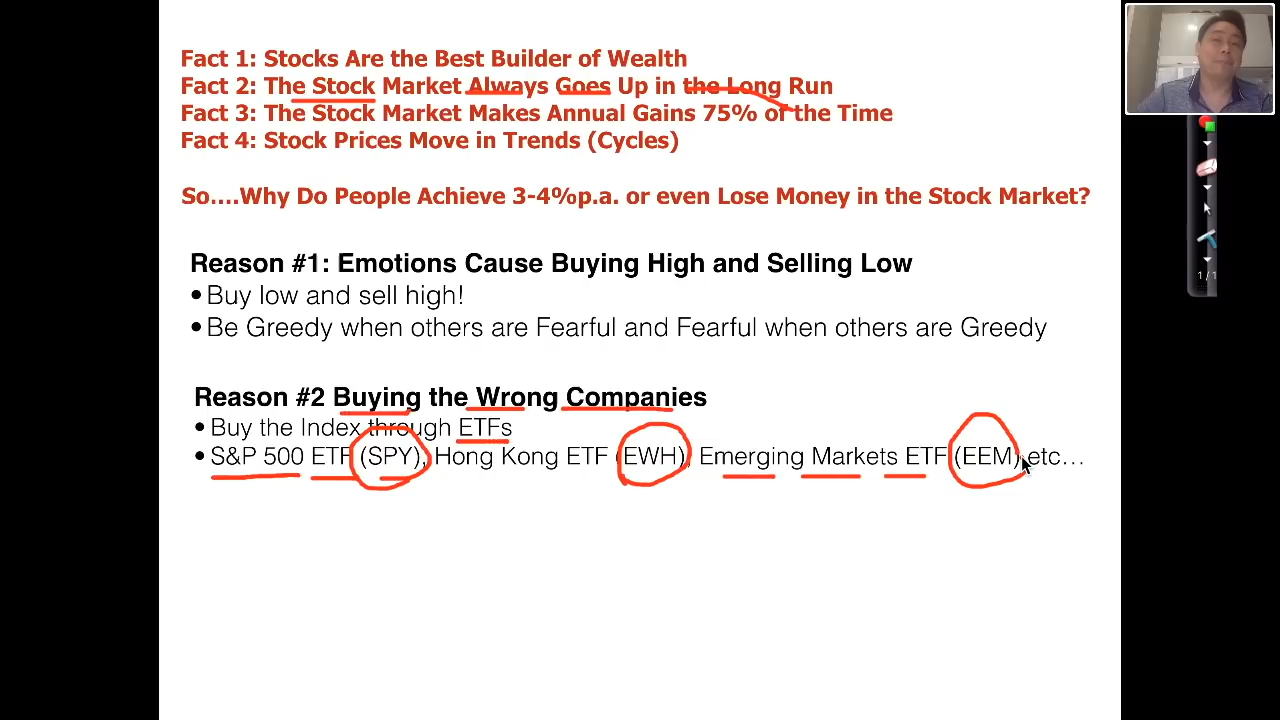 Fact 1: Stocks Are the Best Builder of Wealth
Fact 2: The Stock Market Always Goes Up in the Long Run
Fact 3: The Stock Market Makes Annual Gains 75% of the Time
Fact 4: Stock Prices Move in Trends (Cycles)
So....Why Do People Achieve 3-4%p.a. or even Lose Money in the Stock Market?
Reason #1: Emotions Cause Buying High and Selling Low
•Buy low and sell high!
•Be Greedy when others are Fearful and Fearful when others are Greedy
Reason #2 Buying the Wrong Companies
•Buy the Index through ETFs
•S&P 500 ETF (SPY), Hong Kong ETF (EWH), Emerging Markets ETF (EEM) etc...
1 / 1